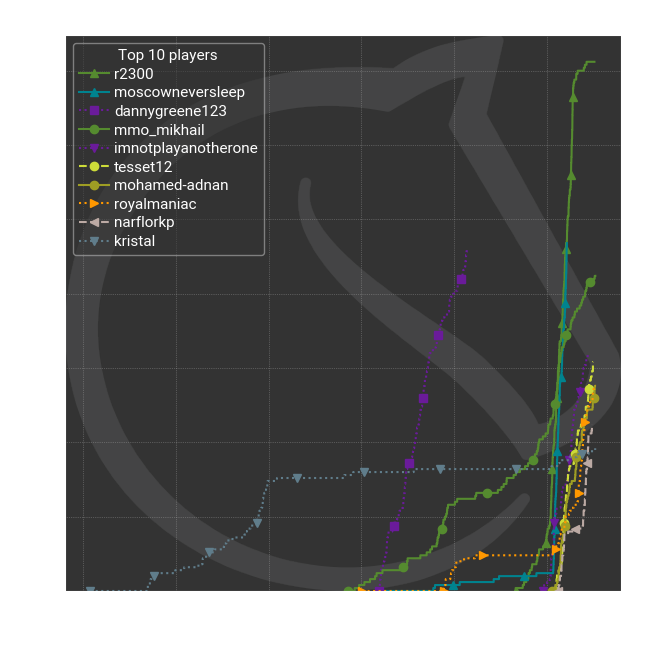 Top 10 players
r2300
moscowneversleep
dannygreene123
mmo_mikhail
imnotplayanotherone
tesset12
mohamed-adnan
royalmaniac
narflorkp
kristal